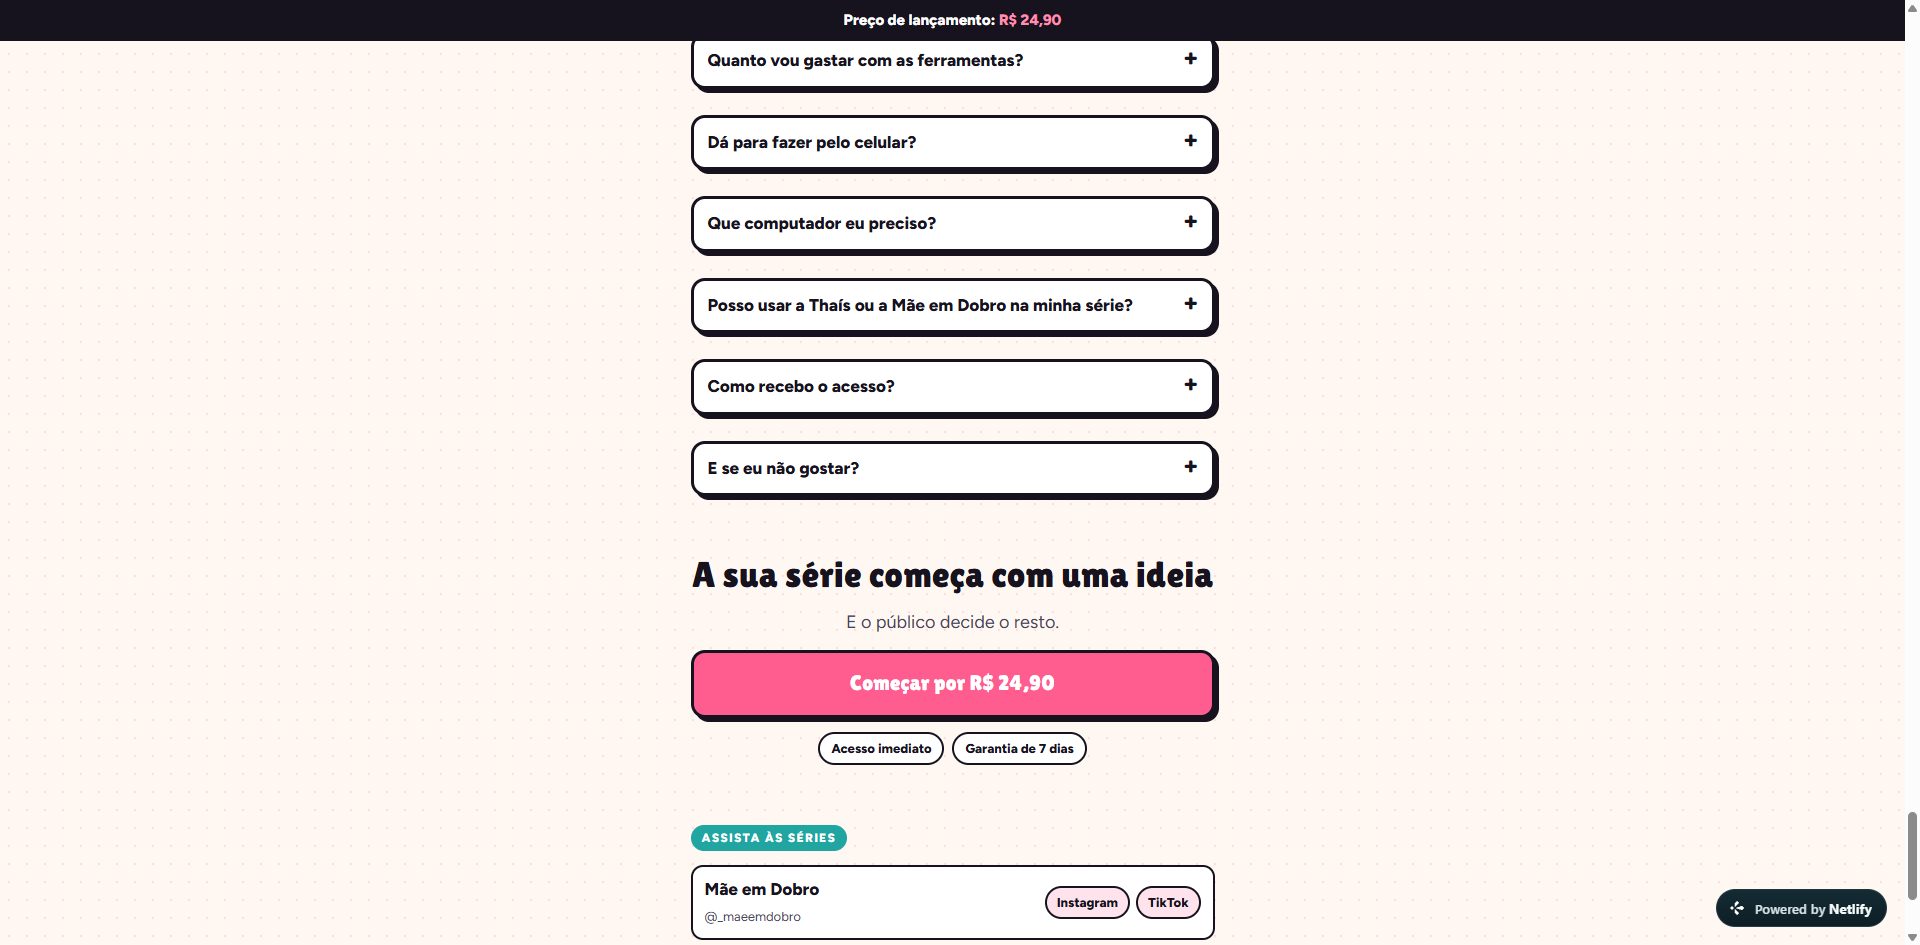 Preço de lançamento: R$ 24,90
Quanto vou gastar com as ferramentas?
+
Dá para fazer pelo celular?
+
Que computador eu preciso?
+
Posso usar a Thaís ou a Mãe em Dobro na minha série?
+
Como recebo o acesso?
+
E se eu não gostar?
+
A sua série começa com uma ideia
E o público decide o resto.
Começar por R$ 24,90
Acesso imediato
Garantia de 7 dias
ASSISTA ÀS SÉRIES
Mãe em Dobro
@_maeemdobro
Instagram
TikTok
Powered by Netlify